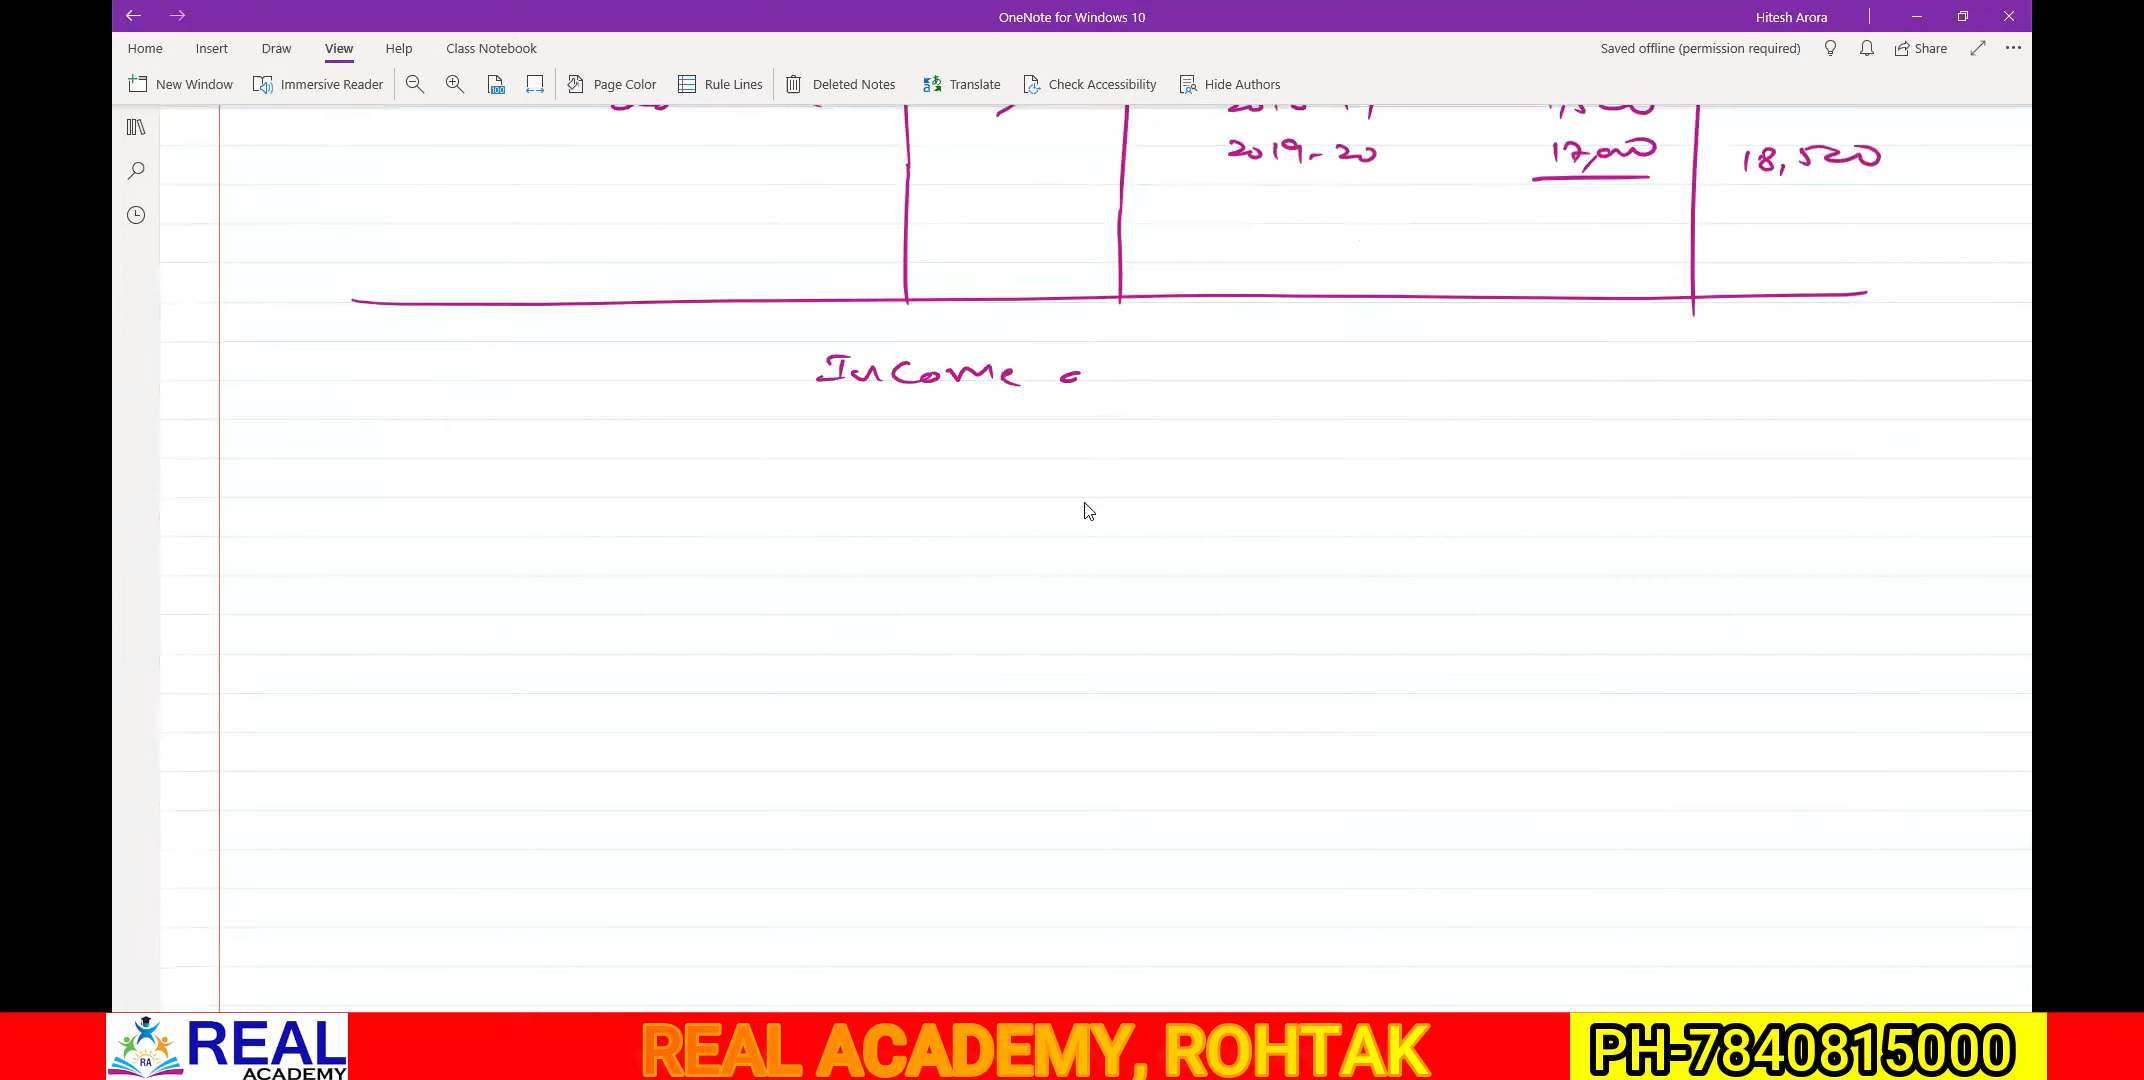 OneNote for Windows 10
Hitesh Arora
Home Insert Draw View Help Class Notebook
Saved offline (permission required) Share
New Window Immersive Reader 100 Page Color Rule Lines Deleted Notes Translate Check Accessibility Hide Authors
2019-20 17,000 18,520
Income
RA REAL ACADEMY
REAL ACADEMY, ROHTAK
PH-7840815000